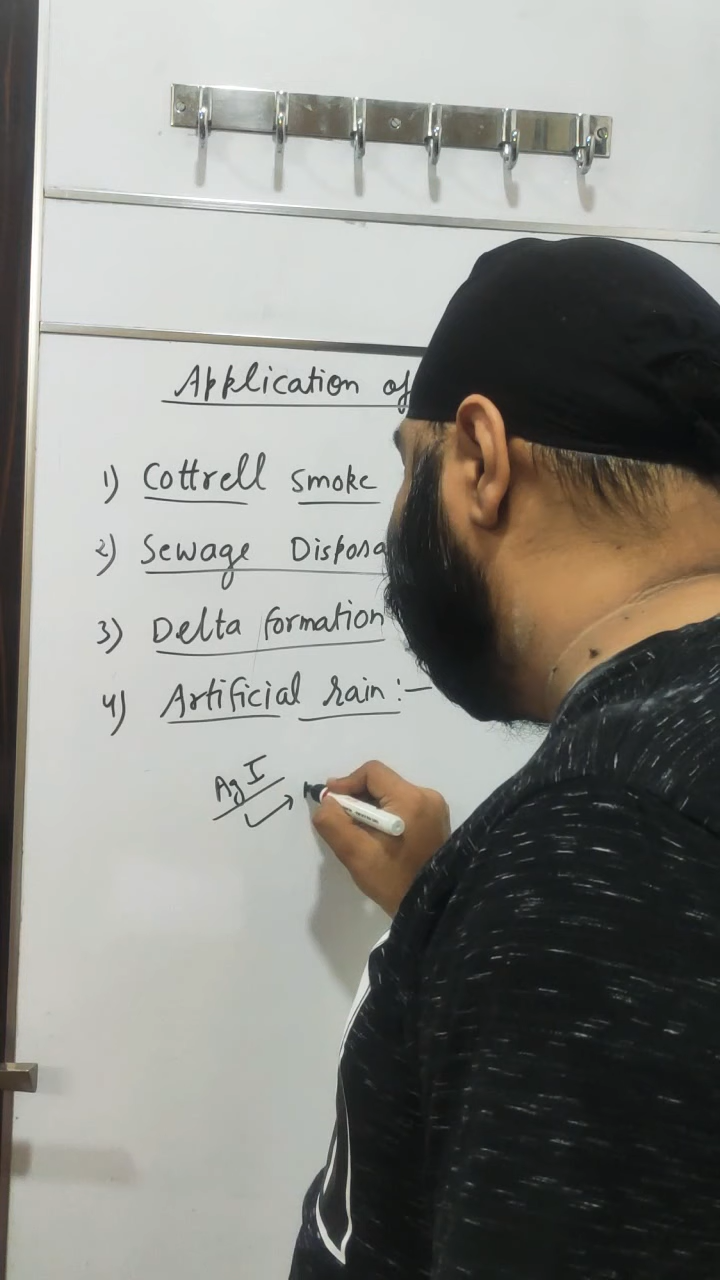 Application of
1) Cottrell smoke
2) Sewage Disposa
3) Delta formation
4) Artificial rain:-
AgI